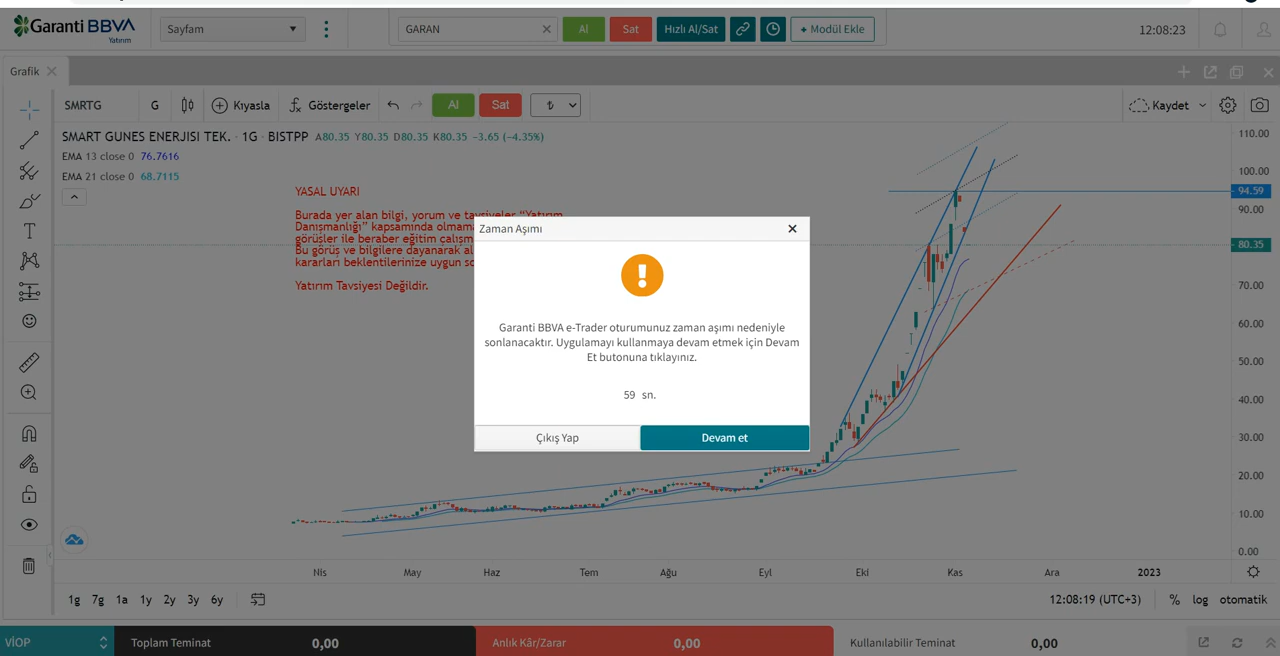 Garanti BBVA
Yatırım
Sayfam
GARAN
Al
Sat
Hızlı Al/Sat
+ Modül Ekle
12:08:23
Grafik
SMRTG
G
Kıyasla
Göstergeler
Al
Sat
₺
Kaydet
SMART GUNES ENERJISI TEK. · 1G · BISTPP A80.35 Y80.35 D80.35 K80.35 -3.65 (-4.35%)
EMA 13 close 0 76.7616
EMA 21 close 0 68.7115
YASAL UYARI
Burada yer alan bilgi, yorum ve tavsiyeler "Yatırım
Danışmanlığı" kapsamında olmam
görüşler ile beraber eğitim çalışm
Bu görüş ve bilgilere dayanarak al
kararları beklentilerinize uygun so
Yatırım Tavsiyesi Değildir.
Zaman Aşımı
Garanti BBVA e-Trader oturumunuz zaman aşımı nedeniyle
sonlanacaktır. Uygulamayı kullanmaya devam etmek için Devam
Et butonuna tıklayınız.
59 sn.
Çıkış Yap
Devam et
110.00
100.00
94.59
90.00
80.35
70.00
60.00
50.00
40.00
30.00
20.00
10.00
0.00
Nis May Haz Tem Ağu Eyl Eki Kas Ara 2023
1g 7g 1a 1y 2y 3y 6y
12:08:19 (UTC+3) % log otomatik
VİOP
Toplam Teminat 0,00
Anlık Kâr/Zarar 0,00
Kullanılabilir Teminat 0,00